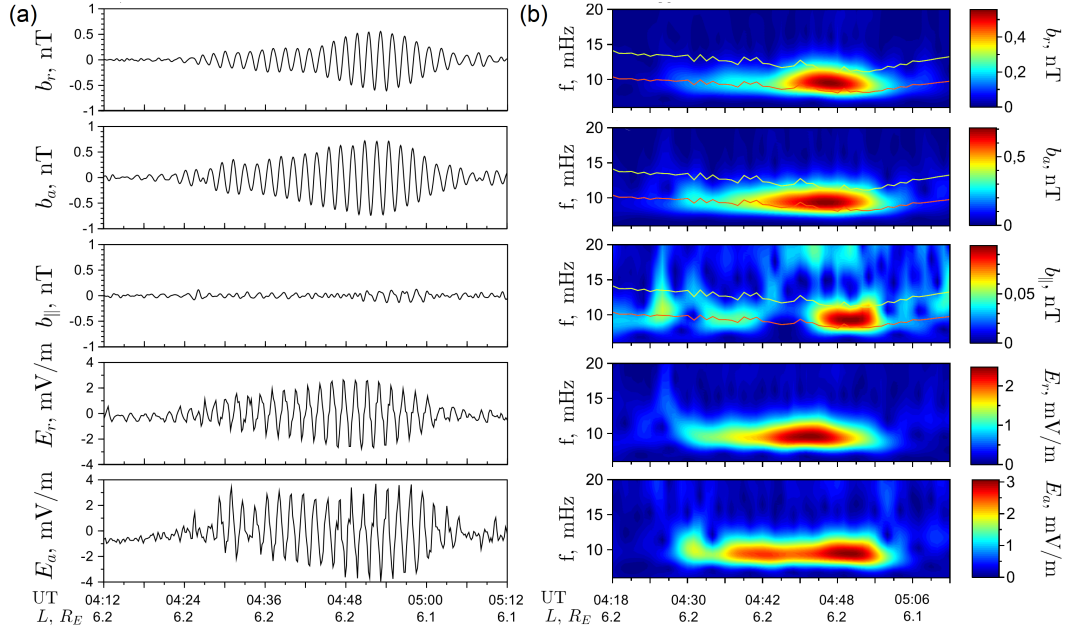 (a)
1
0.5
0
-0.5
-1
b_r, nT
1
0.5
0
-0.5
-1
b_a, nT
1
0.5
0
-0.5
-1
b_||, nT
4
2
0
-2
-4
E_r, mV/m
4
2
0
-2
-4
E_a, mV/m
UT 04:12 04:24 04:36 04:48 05:00 05:12
L, R_E 6.2 6.2 6.2 6.2 6.1 6.1
(b)
20
15
10
f, mHz
0.4
0.2
0
b_r, nT
20
15
10
f, mHz
0.5
0
b_a, nT
20
15
10
f, mHz
0.05
0
b_||, nT
20
15
10
f, mHz
2
1
0
E_r, mV/m
20
15
10
f, mHz
3
2
1
0
E_a, mV/m
04:18 04:30 04:42 04:48 05:06
6.2 6.2 6.2 6.2 6.1